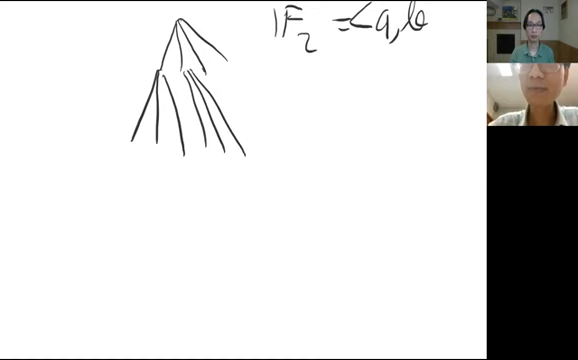 𝔽₂ = <a, b